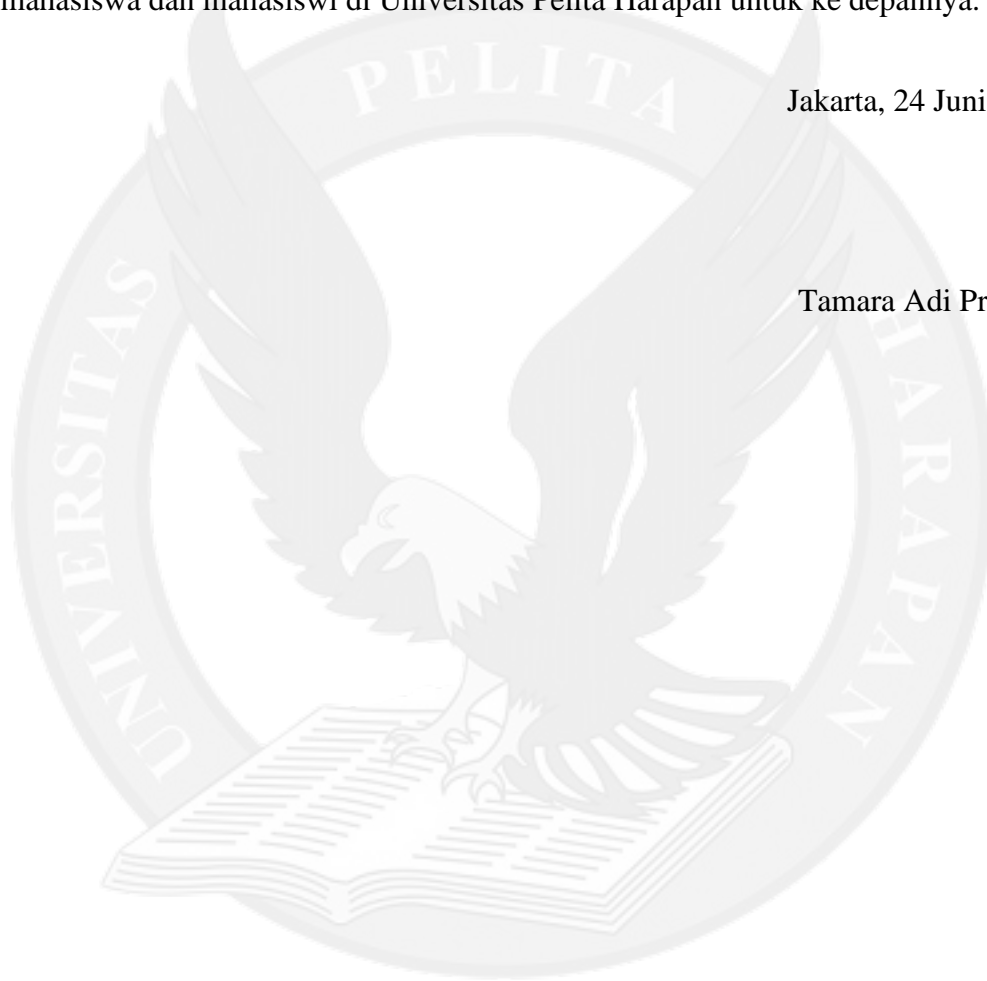 mahasiswa dan mahasiswi di Universitas Pelita Harapan untuk ke depannya.
Jakarta, 24 Juni
Tamara Adi Pr
UNIVERSITAS PELITA HARAPAN